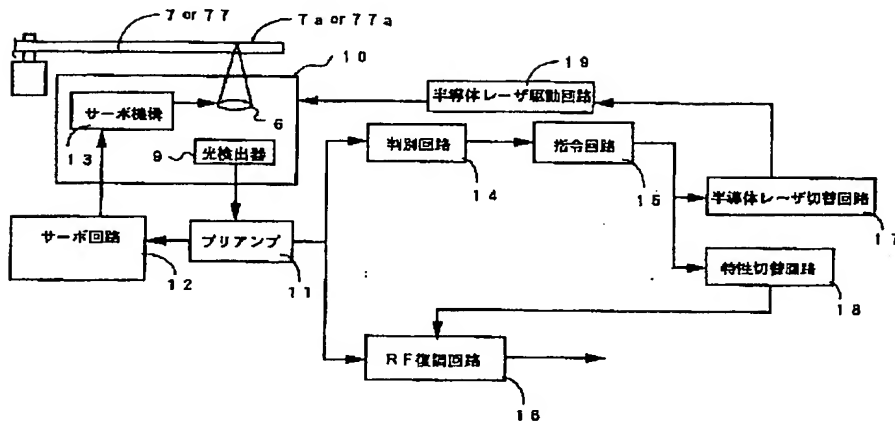 7 or 77
7a or 77a
10
19
半導体レーザ駆動回路
サーボ機構
6
13
9
光検出器
判別回路
指令回路
14
15
半導体レーザ切替回路
17
サーボ回路
プリアンプ
12
11
特性切替回路
18
RF復調回路
16